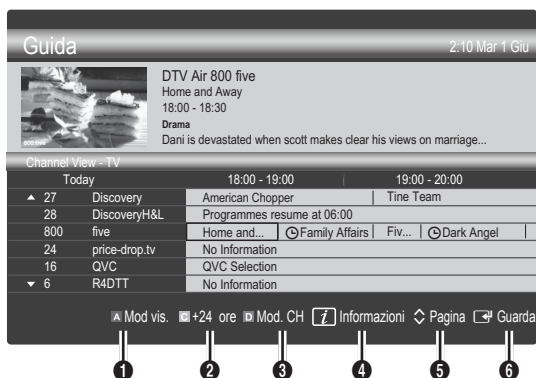 Guida 2:10 Mar 1 Giu
DTV Air 800 five
Home and Away
18:00 - 18:30
Drama
Dani is devastated when scott makes clear his views on marriage...
800 five
Channel View - TV
Today 18:00 - 19:00 19:00 - 20:00
▲ 27 Discovery American Chopper Tine Team
28 DiscoveryH&L Programmes resume at 06:00
800 five Home and... Family Affairs Fiv... Dark Angel
24 price-drop.tv No Information
16 QVC QVC Selection
▼ 6 R4DTT No Information
A Mod vis. C +24 ore D Mod. CH i Informazioni Pagina Guarda
1 2 3 4 5 6